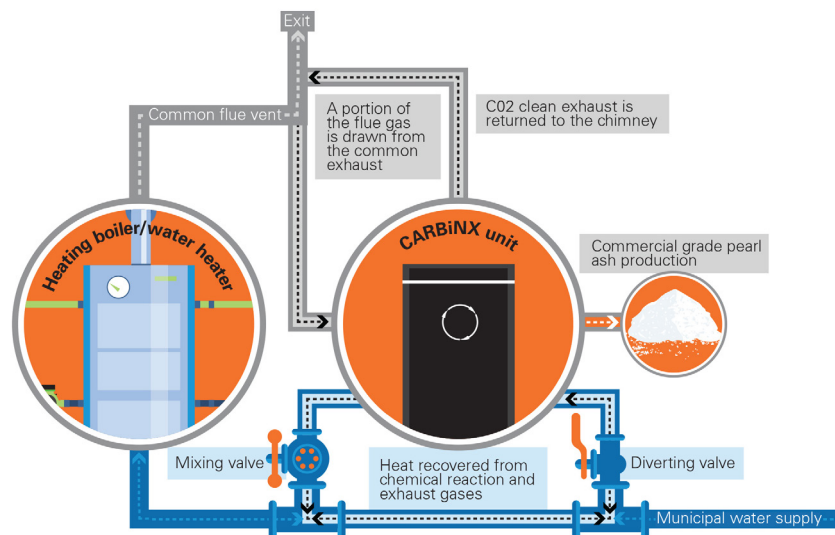 Exit
Common flue vent
A portion of
the flue gas
is drawn from
the common
exhaust
C02 clean exhaust is
returned to the chimney
Heating boiler/water heater
CARBiNX unit
Commercial grade pearl
ash production
Mixing valve
Heat recovered from
chemical reaction and
exhaust gases
Diverting valve
Municipal water supply